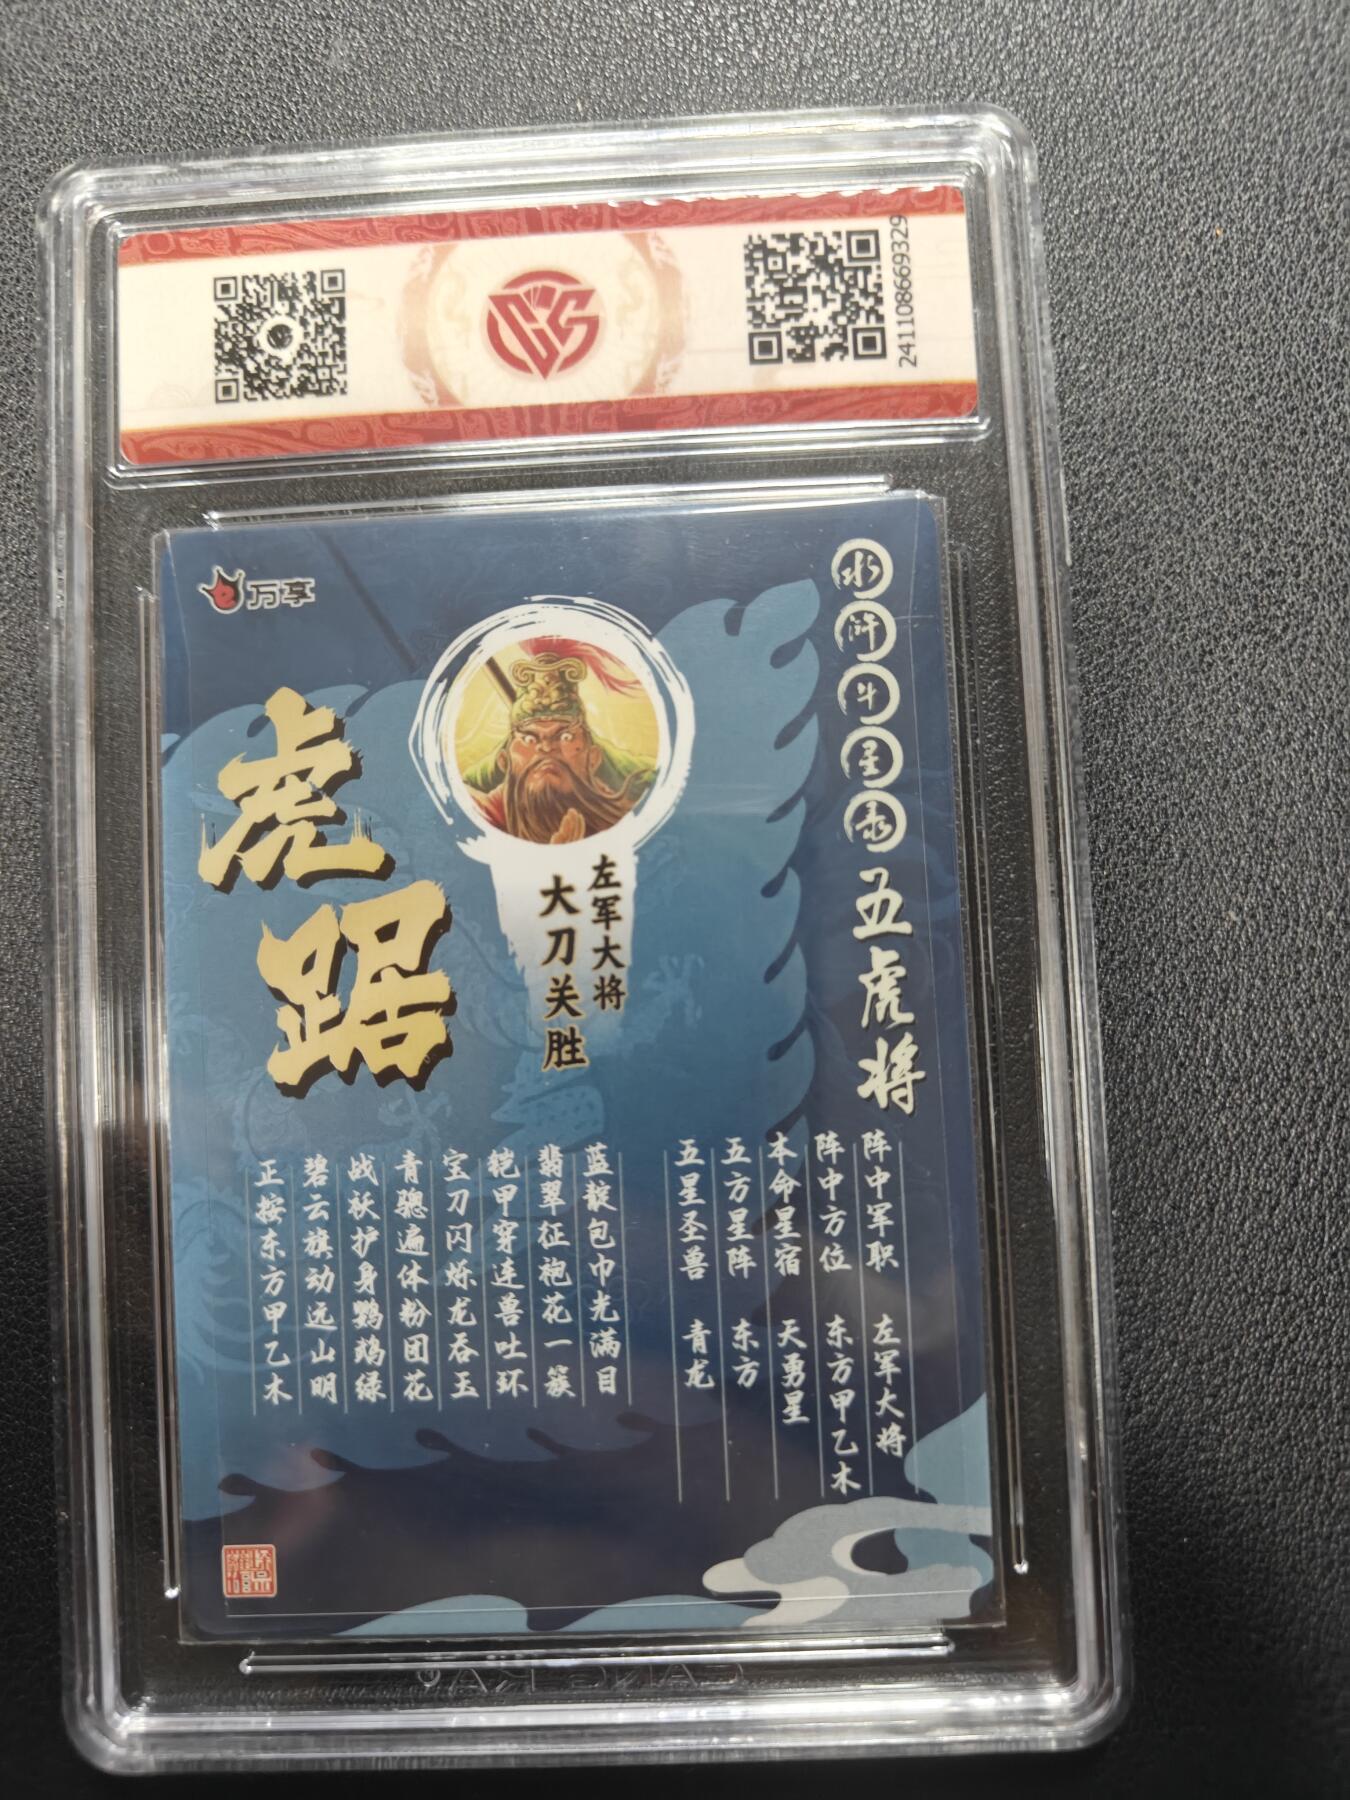 2411086693​29
万享
水浒斗星录 五虎将
虎踞
左军大将
大刀关胜
阵中军职 左军大将
阵中方位 东方甲乙木
本命星宿 天勇星
五方星阵 东方
五星圣兽 青龙
蓝靛包巾光满目
翡翠征袍花一簇
铠甲穿连兽吐环
宝刀闪烁龙吞玉
青骢遍体粉团花
战袄护身鹦鹉绿
碧云旗动远山明
正按东方甲乙木
CANG KA